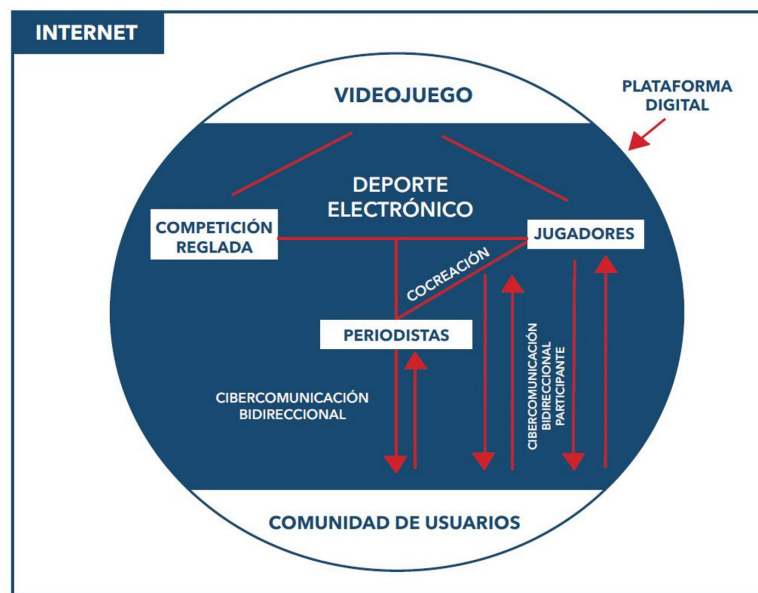 INTERNET
VIDEOJUEGO
PLATAFORMA
DIGITAL
DEPORTE
ELECTRÓNICO
COMPETICIÓN
REGLADA
JUGADORES
COCREACIÓN
PERIODISTAS
CIBERCOMUNICACIÓN
BIDIRECCIONAL
CIBERCOMUNICACIÓN
BIDIRECCIONAL
PARTICIPANTE
COMUNIDAD DE USUARIOS